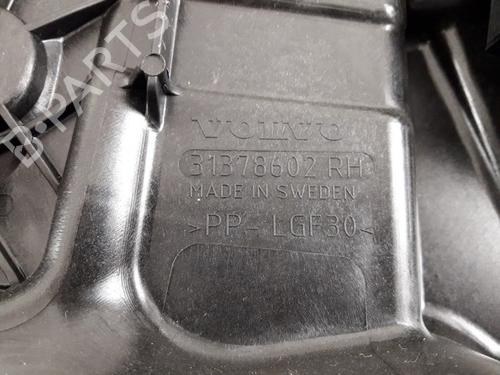 B-PARTS
VOLVO
31378602 RH
MADE IN SWEDEN
>PP- LGF30<